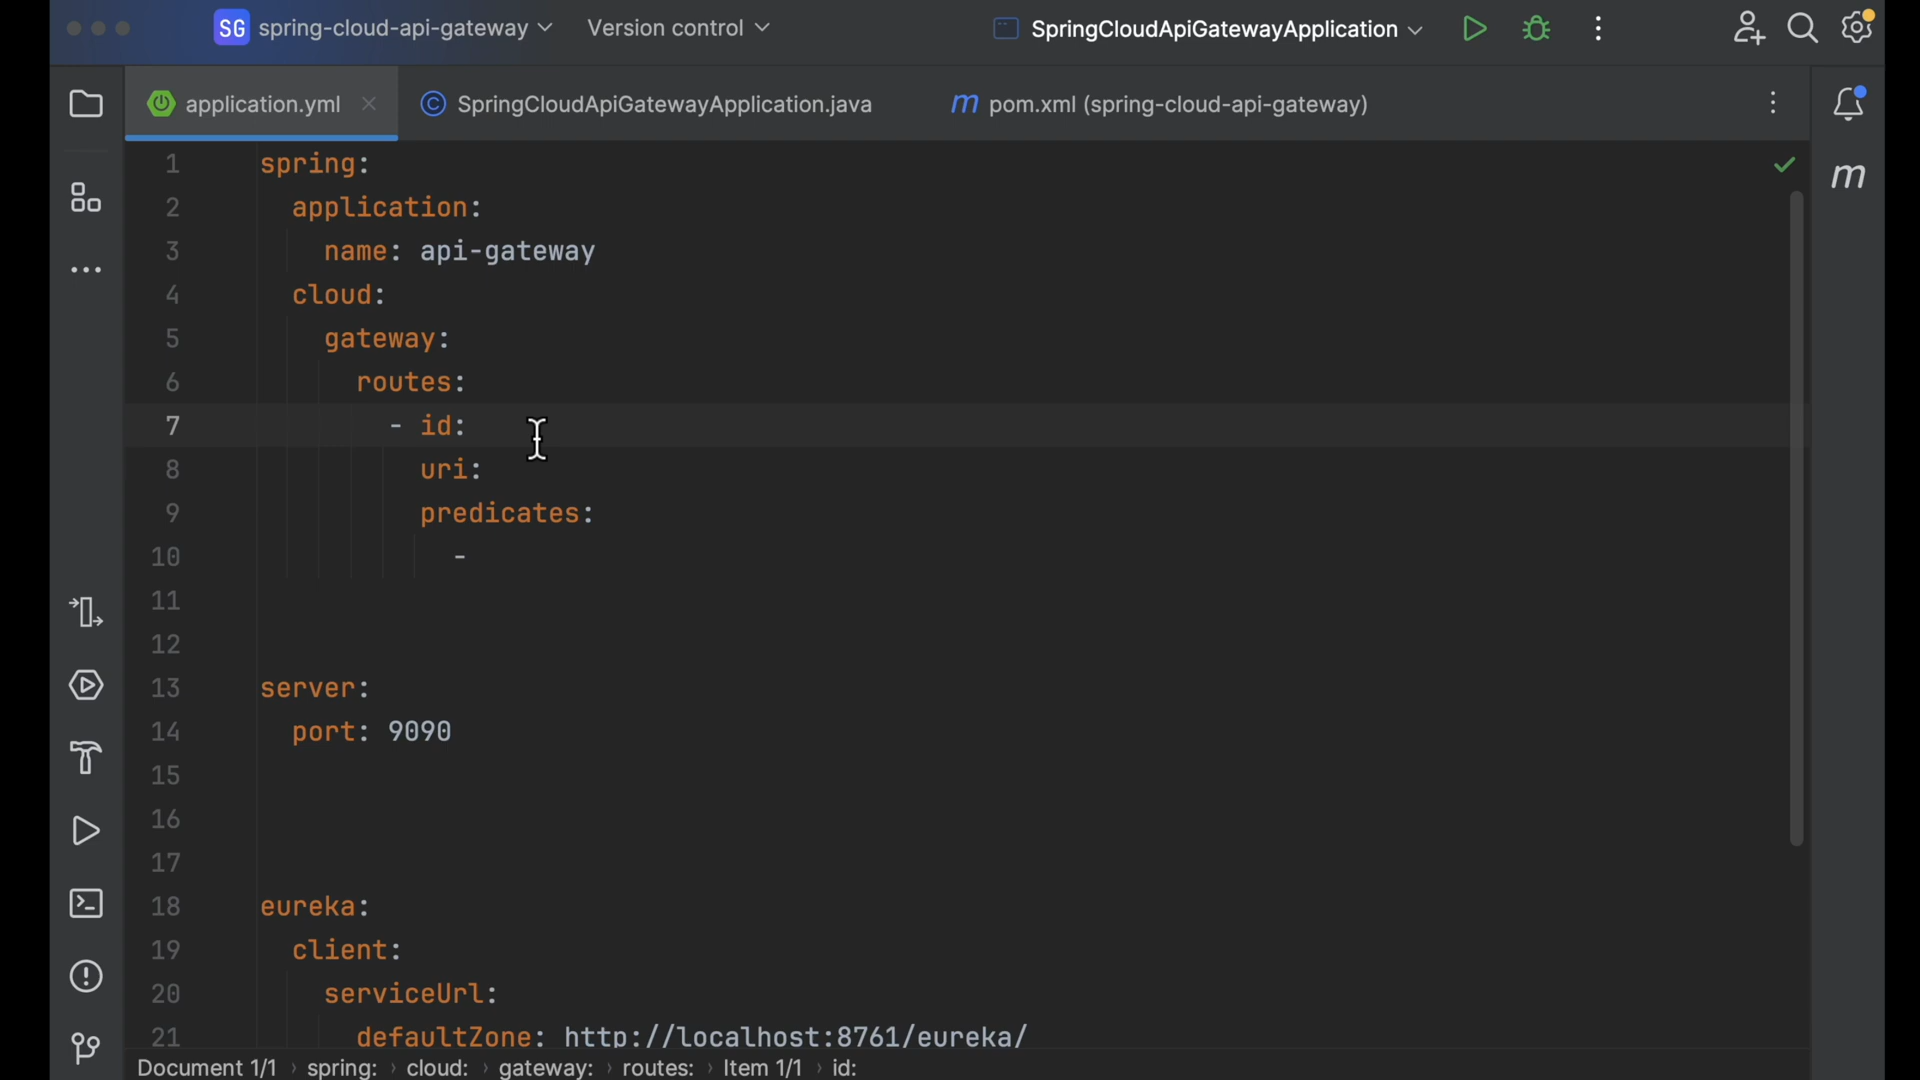 SG spring-cloud-api-gateway Version control SpringCloudApiGatewayApplication
application.yml SpringCloudApiGatewayApplication.java pom.xml (spring-cloud-api-gateway)
1 spring:
2 application:
3 name: api-gateway
4 cloud:
5 gateway:
6 routes:
7 - id:
8 uri:
9 predicates:
10 -
11
12
13 server:
14 port: 9090
15
16
17
18 eureka:
19 client:
20 serviceUrl:
21 defaultZone: http://localhost:8761/eureka/
Document 1/1 › spring: › cloud: › gateway: › routes: › Item 1/1 › id: